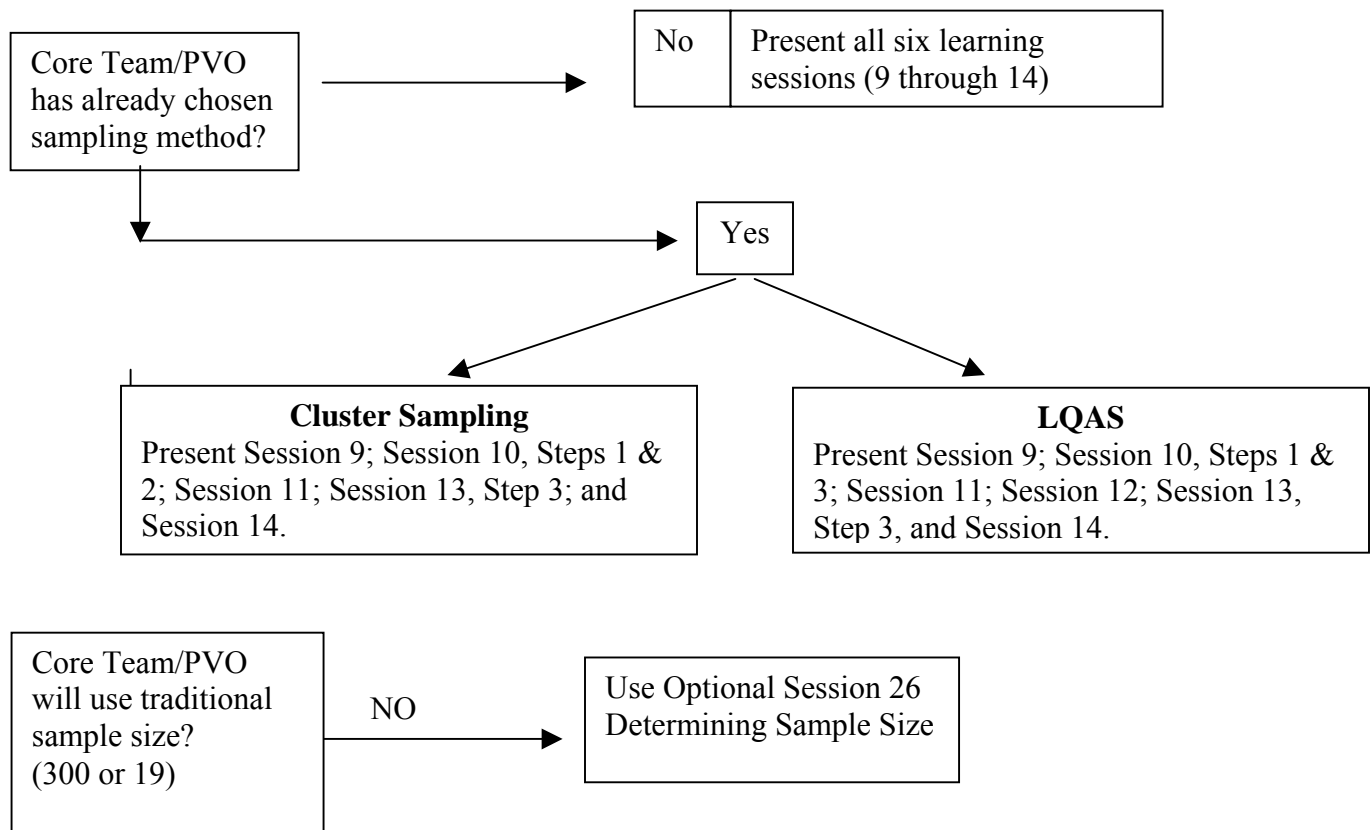 Core Team/PVO
has already chosen
sampling method?
No
Present all six learning
sessions (9 through 14)
Yes
Cluster Sampling
Present Session 9; Session 10, Steps 1 &
2; Session 11; Session 13, Step 3; and
Session 14.
LQAS
Present Session 9; Session 10, Steps 1 &
3; Session 11; Session 12; Session 13,
Step 3, and Session 14.
Core Team/PVO
will use traditional
sample size?
(300 or 19)
NO
Use Optional Session 26
Determining Sample Size